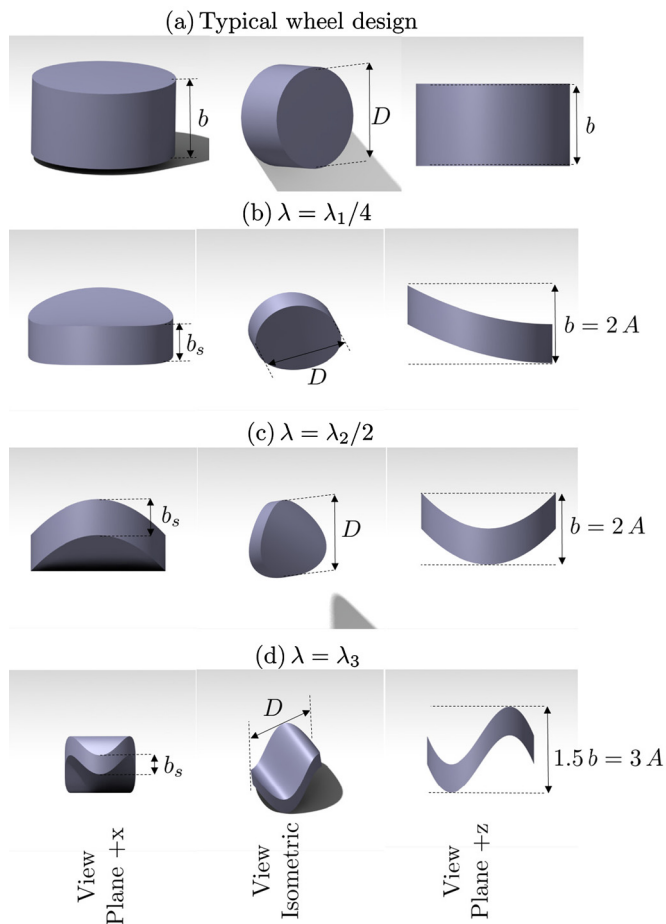 (a) Typical wheel design
b
D
b
(b) λ = λ₁/4
bₛ
D
b = 2 A
(c) λ = λ₂/2
bₛ
D
b = 2 A
(d) λ = λ₃
bₛ
D
1.5 b = 3 A
View
Plane +x
View
Isometric
View
Plane +z